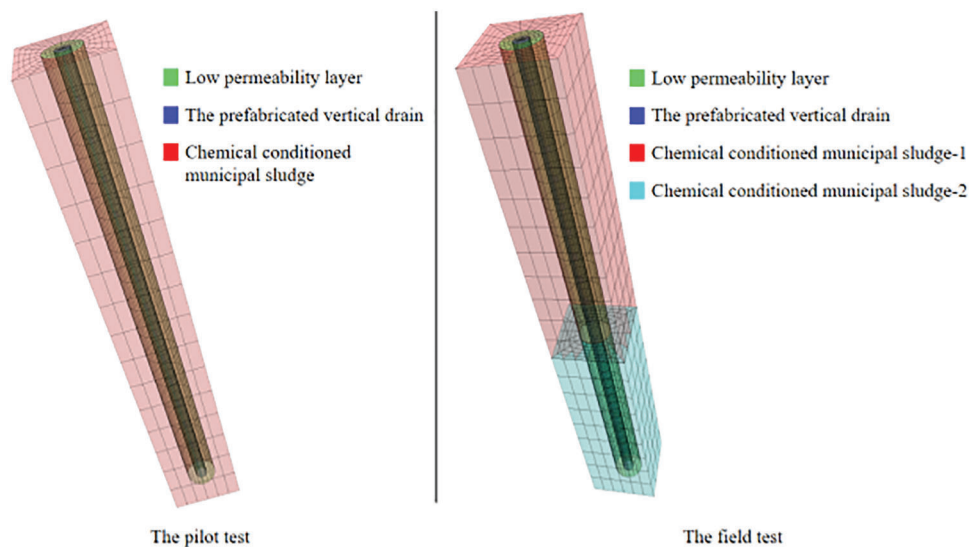 Low permeability layer
The prefabricated vertical drain
Chemical conditioned
municipal sludge
The pilot test
Low permeability layer
The prefabricated vertical drain
Chemical conditioned municipal sludge-1
Chemical conditioned municipal sludge-2
The field test